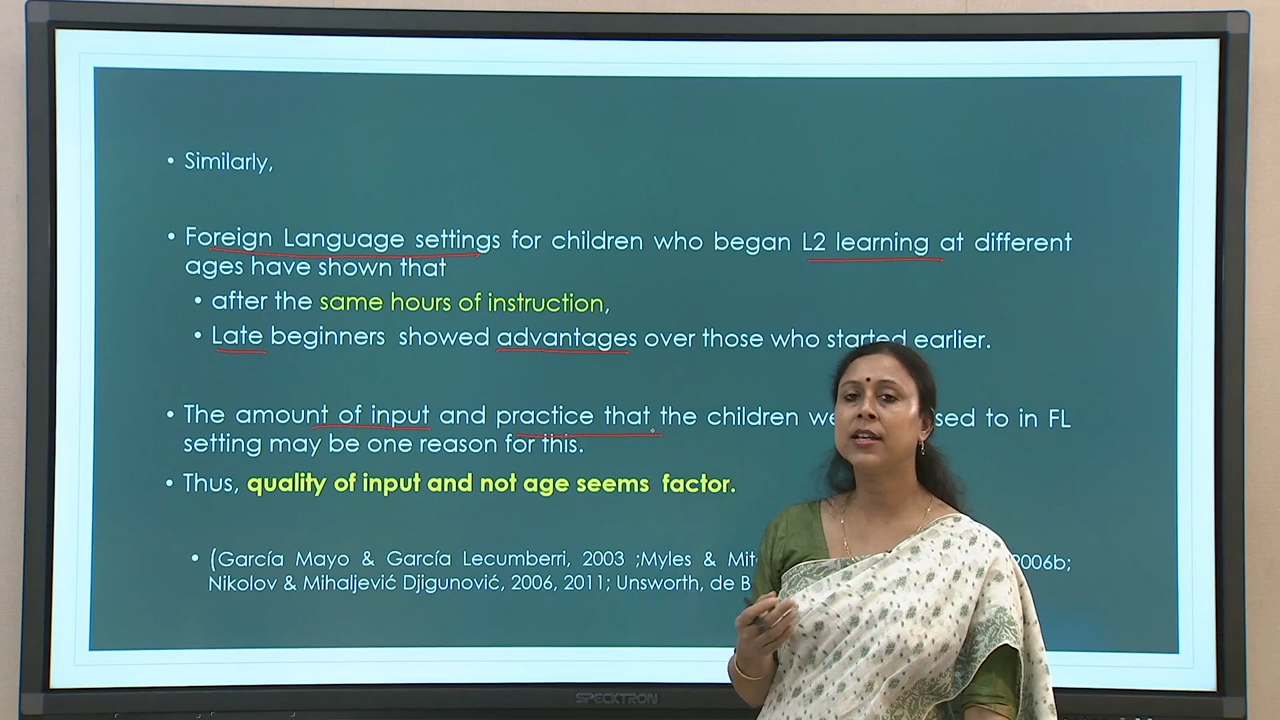 • Similarly,
• Foreign Language settings for children who began L2 learning at different
ages have shown that
• after the same hours of instruction,
• Late beginners showed advantages over those who started earlier.
• The amount of input and practice that the children to in FL
setting may be one reason for this.
• Thus, quality of input and not age seems factor.
• (García Mayo & García Lecumberri, 2003 ;Myles & 2006b;
Nikolov & Mihaljević Djigunović, 2006, 2011; Unsworth, de
SPECKTRON